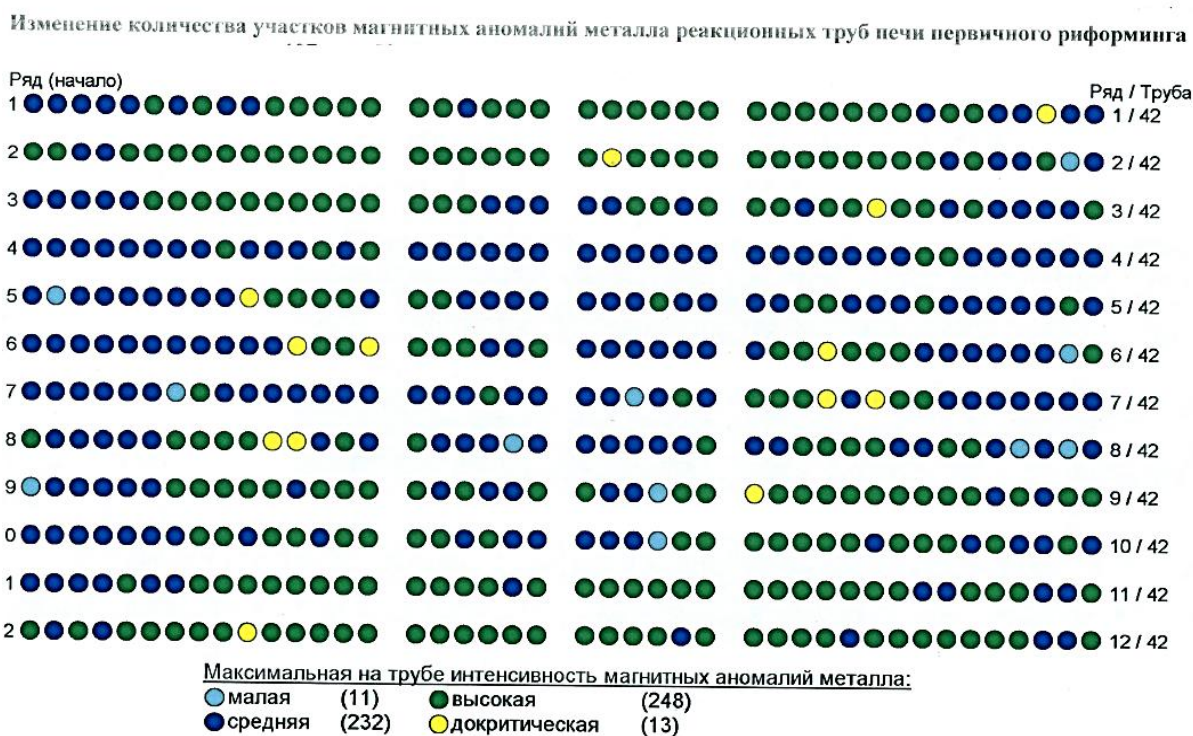 Изменение количества участков магнитных аномалий металла реакционных труб печи первичного риформинга
Ряд (начало)
Ряд / Труба
1
1 / 42
2
2 / 42
3
3 / 42
4
4 / 42
5
5 / 42
6
6 / 42
7
7 / 42
8
8 / 42
9
9 / 42
0
10 / 42
1
11 / 42
2
12 / 42
Максимальная на трубе интенсивность магнитных аномалий металла:
малая (11) высокая (248)
средняя (232) докритическая (13)